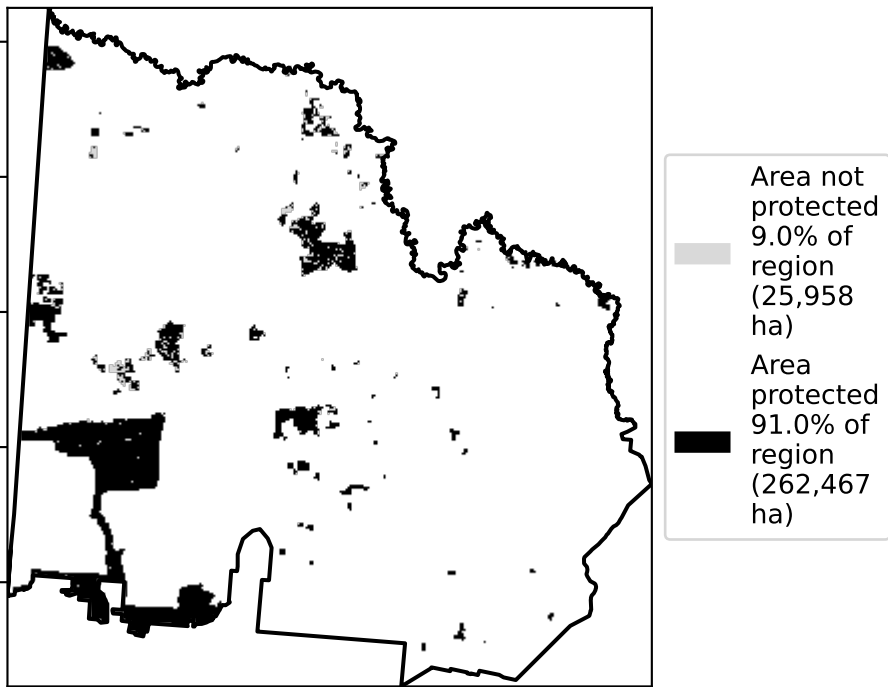 Area not
protected
9.0% of
region
(25,958
ha)
Area
protected
91.0% of
region
(262,467
ha)